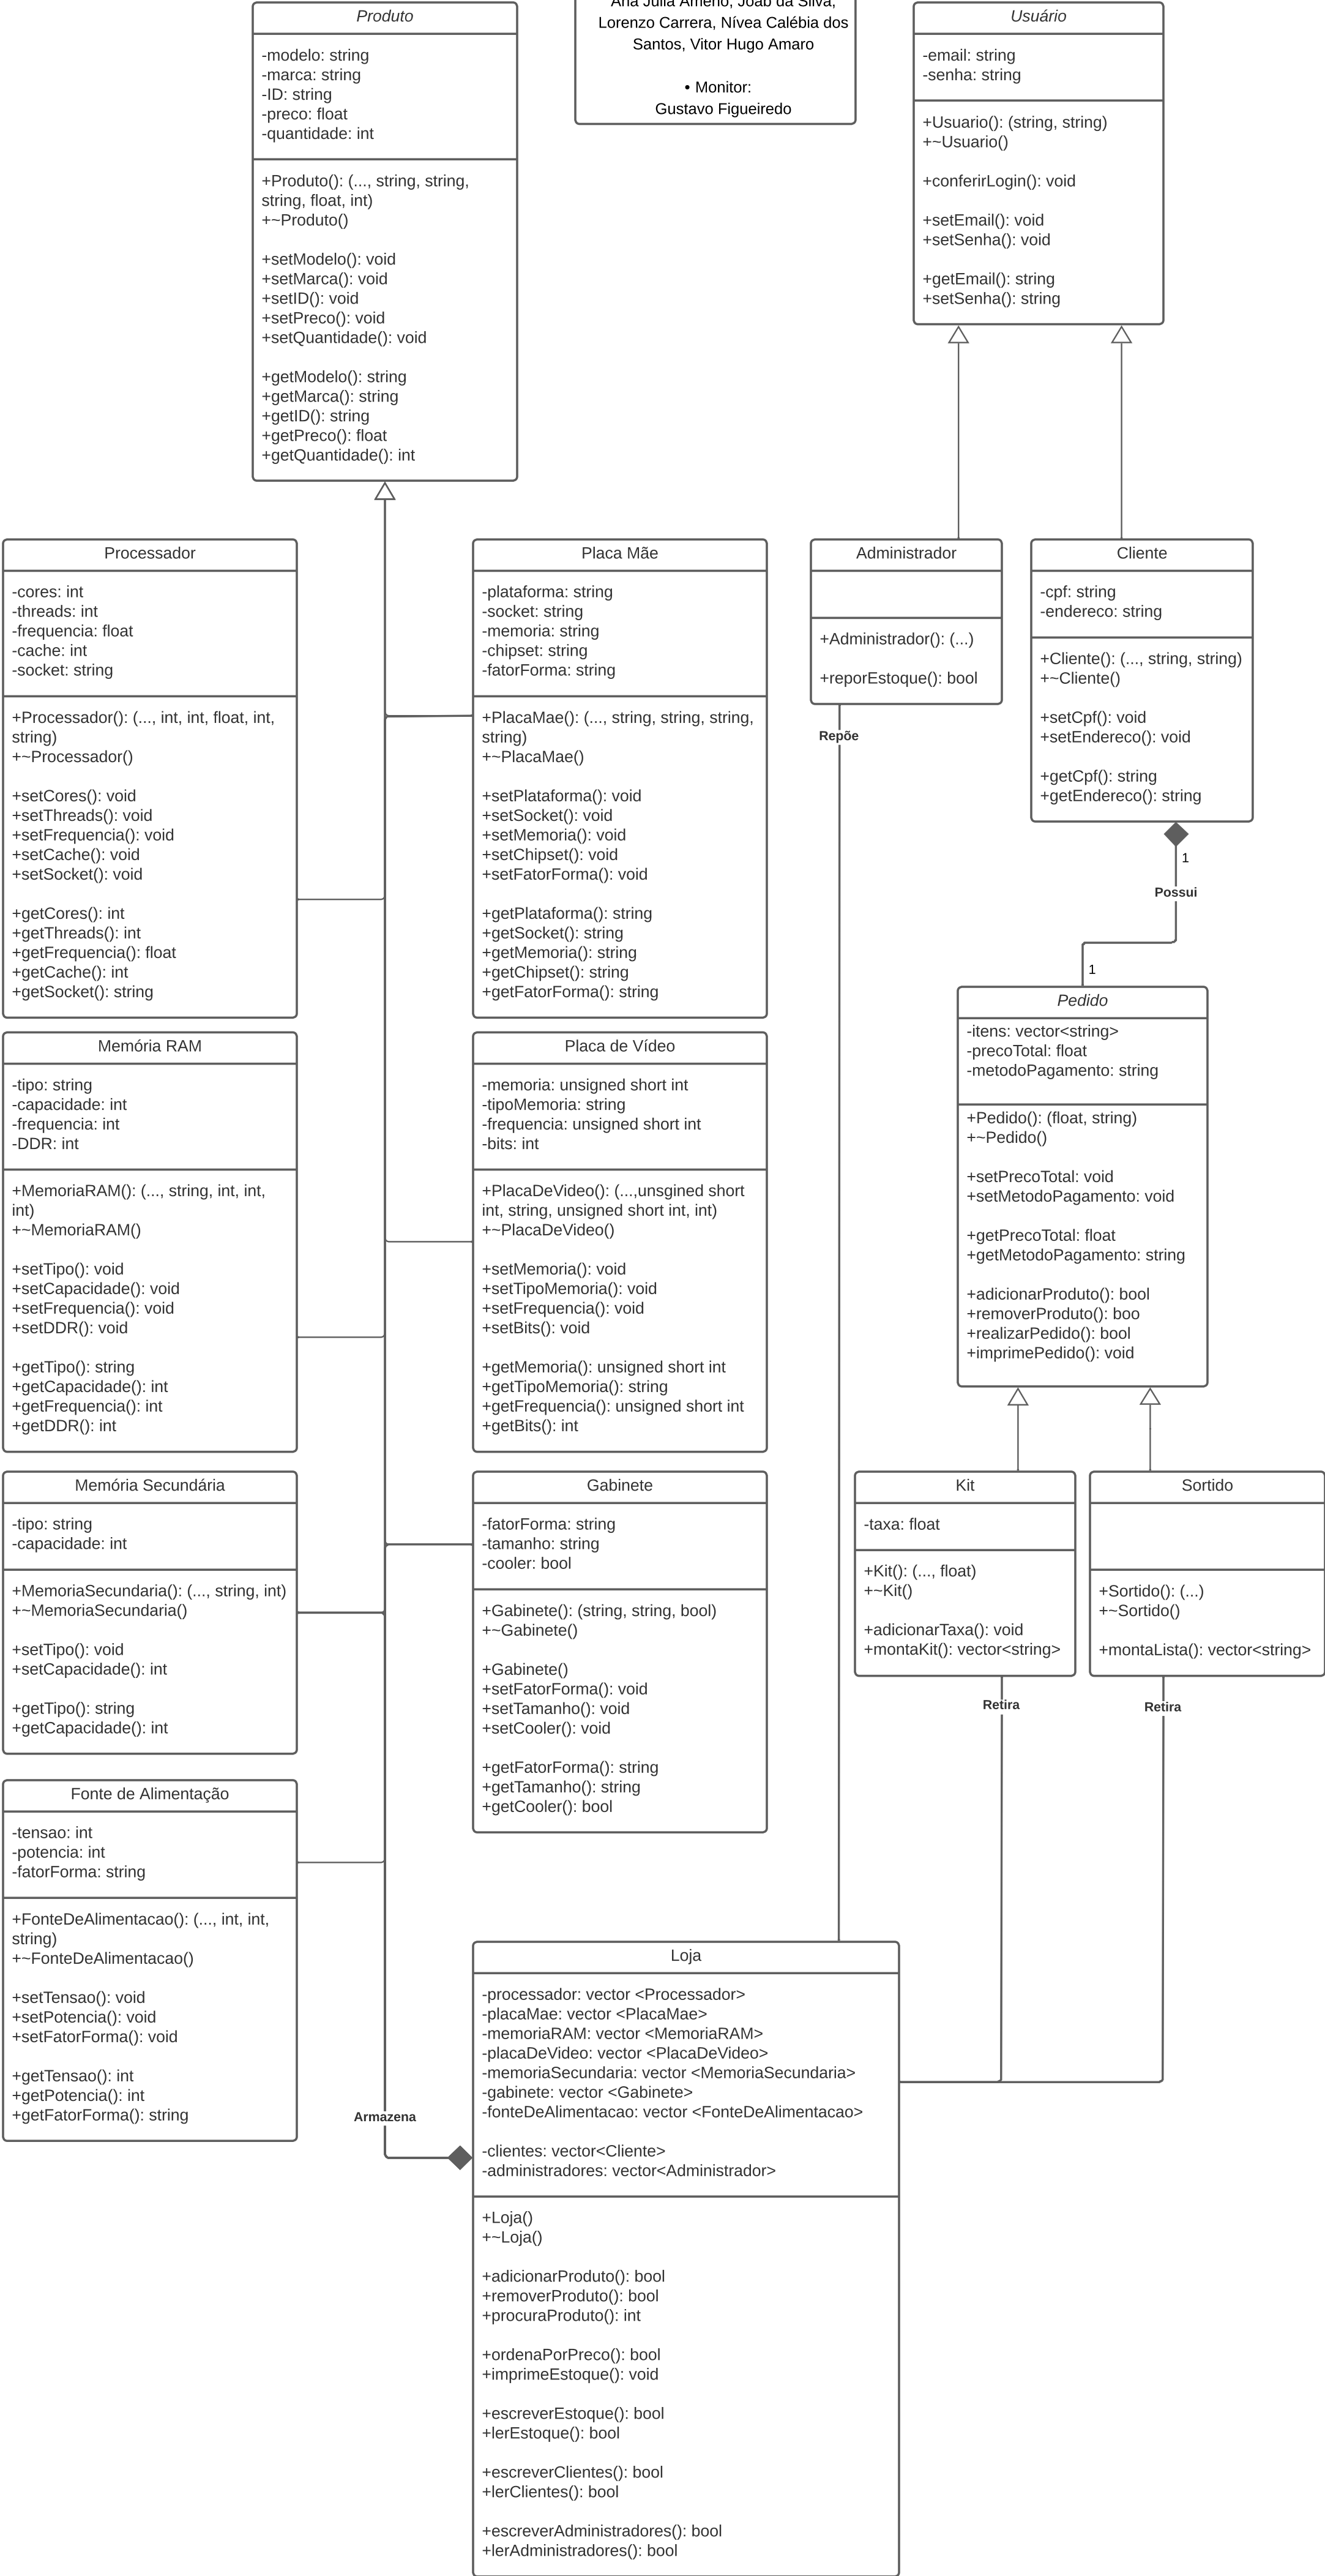 Produto
-modelo: string
-marca: string
-ID: string
-preco: float
-quantidade: int
+Produto(): (..., string, string,
string, float, int)
+~Produto()
+setModelo(): void
+setMarca(): void
+setID(): void
+setPreco(): void
+setQuantidade(): void
+getModelo(): string
+getMarca(): string
+getID(): string
+getPreco(): float
+getQuantidade(): int
Ana Júlia Amerio, Joab da Silva,
Lorenzo Carrera, Nívea Calébia dos
Santos, Vitor Hugo Amaro
• Monitor:
Gustavo Figueiredo
Usuário
-email: string
-senha: string
+Usuario(): (string, string)
+~Usuario()
+conferirLogin(): void
+setEmail(): void
+setSenha(): void
+getEmail(): string
+setSenha(): string
Processador
-cores: int
-threads: int
-frequencia: float
-cache: int
-socket: string
+Processador(): (..., int, int, float, int,
string)
+~Processador()
+setCores(): void
+setThreads(): void
+setFrequencia(): void
+setCache(): void
+setSocket(): void
+getCores(): int
+getThreads(): int
+getFrequencia(): float
+getCache(): int
+getSocket(): string
Placa Mãe
-plataforma: string
-socket: string
-memoria: string
-chipset: string
-fatorForma: string
+PlacaMae(): (..., string, string, string,
string)
+~PlacaMae()
+setPlataforma(): void
+setSocket(): void
+setMemoria(): void
+setChipset(): void
+setFatorForma(): void
+getPlataforma(): string
+getSocket(): string
+getMemoria(): string
+getChipset(): string
+getFatorForma(): string
Administrador
+Administrador(): (...)
+reporEstoque(): bool
Repõe
Cliente
-cpf: string
-endereco: string
+Cliente(): (..., string, string)
+~Cliente()
+setCpf(): void
+setEndereco(): void
+getCpf(): string
+getEndereco(): string
1
Possui
1
Pedido
-itens: vector<string>
-precoTotal: float
-metodoPagamento: string
+Pedido(): (float, string)
+~Pedido()
+setPrecoTotal: void
+setMetodoPagamento: void
+getPrecoTotal: float
+getMetodoPagamento: string
+adicionarProduto(): bool
+removerProduto(): boo
+realizarPedido(): bool
+imprimePedido(): void
Memória RAM
-tipo: string
-capacidade: int
-frequencia: int
-DDR: int
+MemoriaRAM(): (..., string, int, int,
int)
+~MemoriaRAM()
+setTipo(): void
+setCapacidade(): void
+setFrequencia(): void
+setDDR(): void
+getTipo(): string
+getCapacidade(): int
+getFrequencia(): int
+getDDR(): int
Placa de Vídeo
-memoria: unsigned short int
-tipoMemoria: string
-frequencia: unsigned short int
-bits: int
+PlacaDeVideo(): (...,unsgined short
int, string, unsigned short int, int)
+~PlacaDeVideo()
+setMemoria(): void
+setTipoMemoria(): void
+setFrequencia(): void
+setBits(): void
+getMemoria(): unsigned short int
+getTipoMemoria(): string
+getFrequencia(): unsigned short int
+getBits(): int
Memória Secundária
-tipo: string
-capacidade: int
+MemoriaSecundaria(): (..., string, int)
+~MemoriaSecundaria()
+setTipo(): void
+setCapacidade(): int
+getTipo(): string
+getCapacidade(): int
Gabinete
-fatorForma: string
-tamanho: string
-cooler: bool
+Gabinete(): (string, string, bool)
+~Gabinete()
+Gabinete()
+setFatorForma(): void
+setTamanho(): void
+setCooler(): void
+getFatorForma(): string
+getTamanho(): string
+getCooler(): bool
Kit
-taxa: float
+Kit(): (..., float)
+~Kit()
+adicionarTaxa(): void
+montaKit(): vector<string>
Retira
Sortido
+Sortido(): (...)
+~Sortido()
+montaLista(): vector<string>
Retira
Fonte de Alimentação
-tensao: int
-potencia: int
-fatorForma: string
+FonteDeAlimentacao(): (..., int, int,
string)
+~FonteDeAlimentacao()
+setTensao(): void
+setPotencia(): void
+setFatorForma(): void
+getTensao(): int
+getPotencia(): int
+getFatorForma(): string
Armazena
Loja
-processador: vector <Processador>
-placaMae: vector <PlacaMae>
-memoriaRAM: vector <MemoriaRAM>
-placaDeVideo: vector <PlacaDeVideo>
-memoriaSecundaria: vector <MemoriaSecundaria>
-gabinete: vector <Gabinete>
-fonteDeAlimentacao: vector <FonteDeAlimentacao>
-clientes: vector<Cliente>
-administradores: vector<Administrador>
+Loja()
+~Loja()
+adicionarProduto(): bool
+removerProduto(): bool
+procuraProduto(): int
+ordenaPorPreco(): bool
+imprimeEstoque(): void
+escreverEstoque(): bool
+lerEstoque(): bool
+escreverClientes(): bool
+lerClientes(): bool
+escreverAdministradores(): bool
+lerAdministradores(): bool